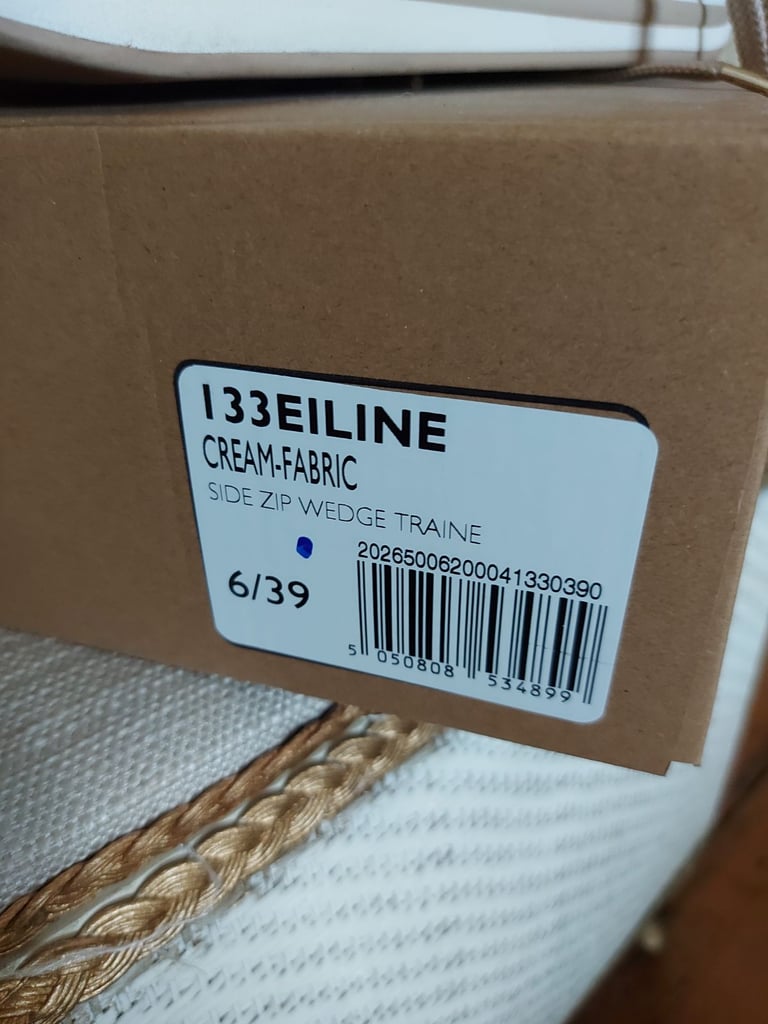 133EILINE
CREAM-FABRIC
SIDE ZIP WEDGE TRAINE
6/39
20265006200041330390
5 050808 534899